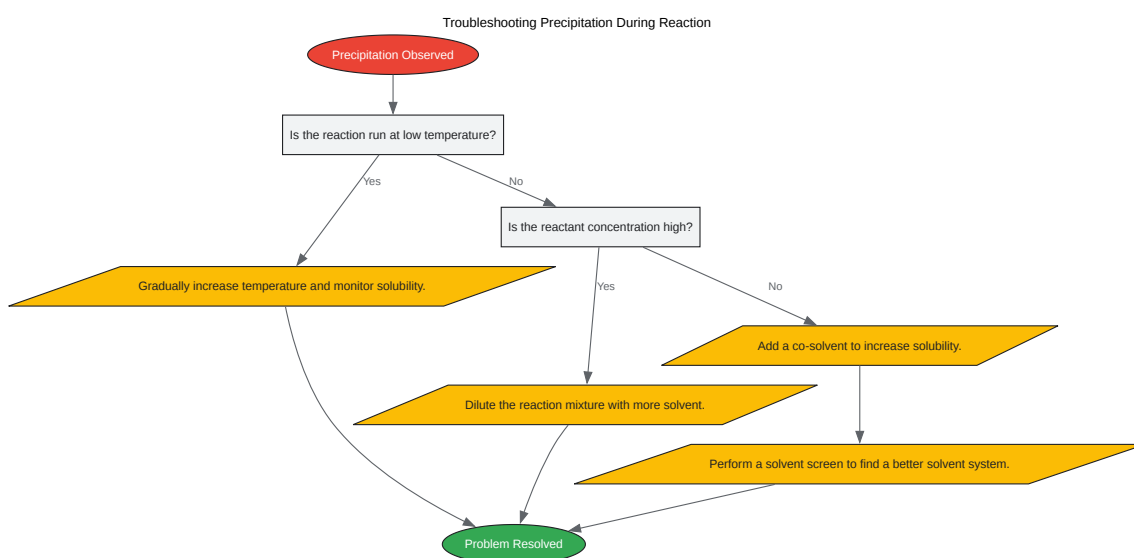 Troubleshooting Precipitation During Reaction
Precipitation Observed
Is the reaction run at low temperature?
Yes
No
Is the reactant concentration high?
Gradually increase temperature and monitor solubility.
Yes
No
Add a co-solvent to increase solubility.
Dilute the reaction mixture with more solvent.
Perform a solvent screen to find a better solvent system.
Problem Resolved